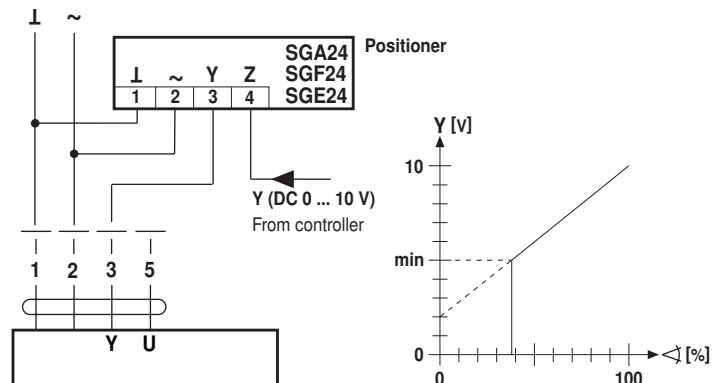 ⊥ ~
SGA24
SGF24
SGE24
Positioner
⊥ ~ Y Z
1 2 3 4
Y (DC 0 ... 10 V)
From controller
1 2 3 5
Y U
Y [V]
10
min
0
0 100
[%]